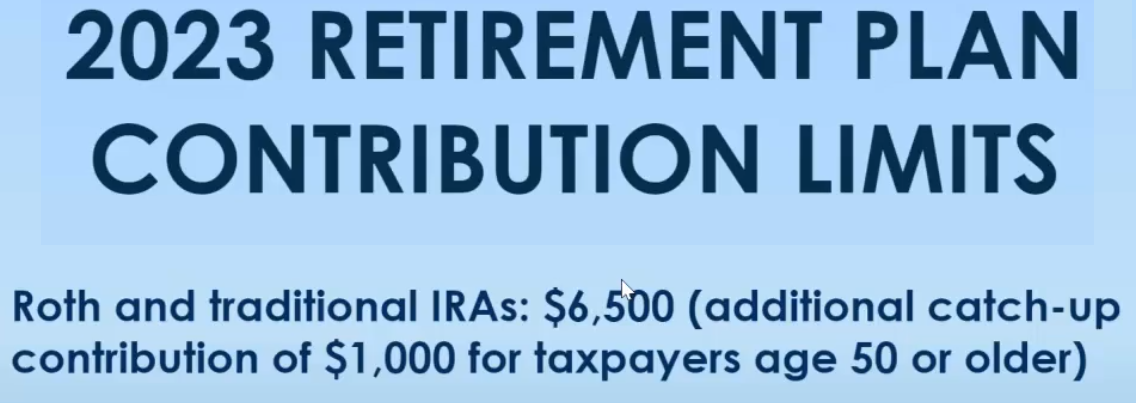 2023 RETIREMENT PLAN
CONTRIBUTION LIMITS
Roth and traditional IRAs: $6,500 (additional catch-up
contribution of $1,000 for taxpayers age 50 or older)